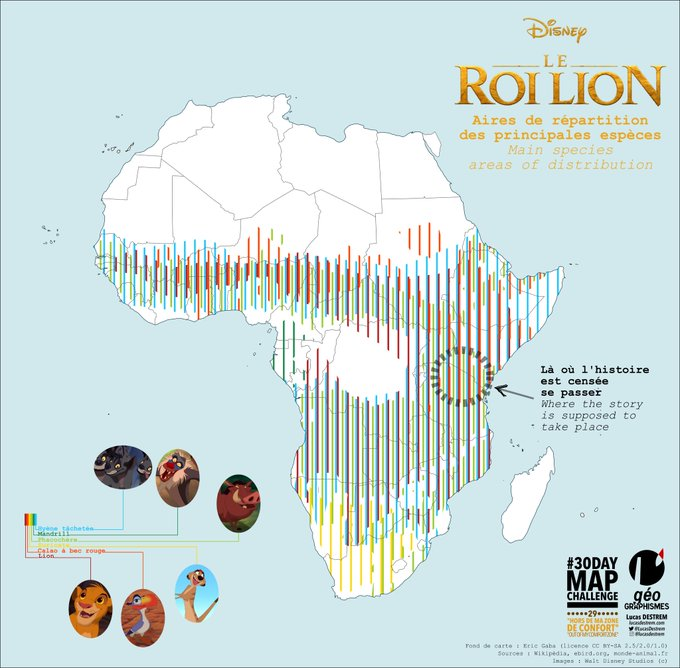 Disney
LE
ROI LION
Aires de répartition
des principales espèces
Main species
areas of distribution
Là où l'histoire
est censée
se passer
Where the story
is supposed to
take place
Hyène tâchetée
Mandrill
Phacochère
Calao à bec rouge
Lion
#30DAY
MAP
CHALLENGE
29
"HORS DE MA ZONE
DE CONFORT"
"OUT OF MY COMFORT ZONE"
géo
GRAPHISMES
Lucas DESTREM
lucasdestrem.com
@LucasDestrem
@LucasDestrem
Fond de carte : Eric Gaba (licence CC BY-SA 2.5/2.0/1.0)
Sources : Wikipédia, ebird.org, monde-animal.fr
Images : Walt Disney Studios (c)